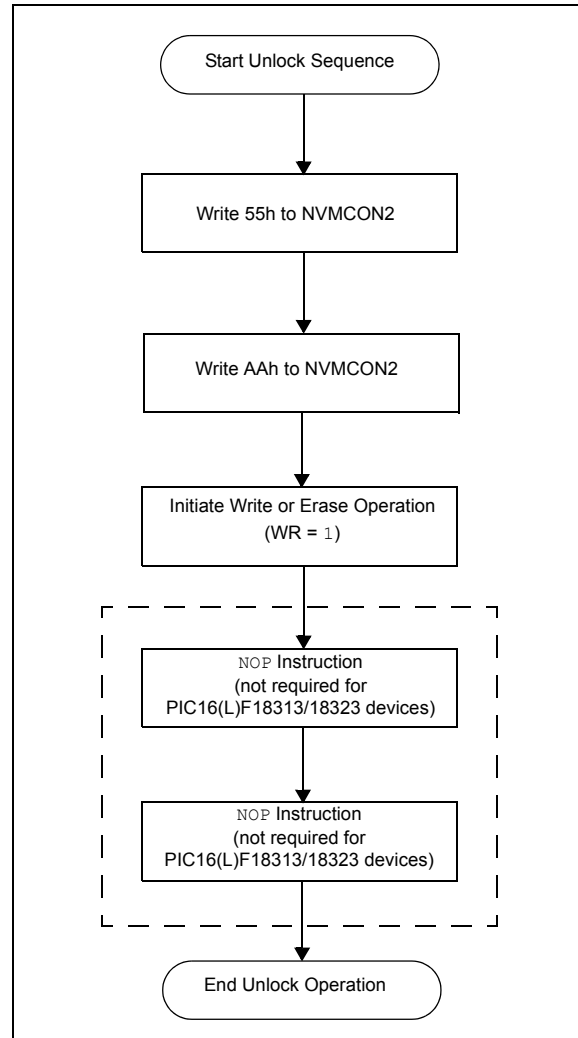 Start Unlock Sequence
Write 55h to NVMCON2
Write AAh to NVMCON2
Initiate Write or Erase Operation
(WR = 1)
NOP Instruction
(not required for
PIC16(L)F18313/18323 devices)
NOP Instruction
(not required for
PIC16(L)F18313/18323 devices)
End Unlock Operation